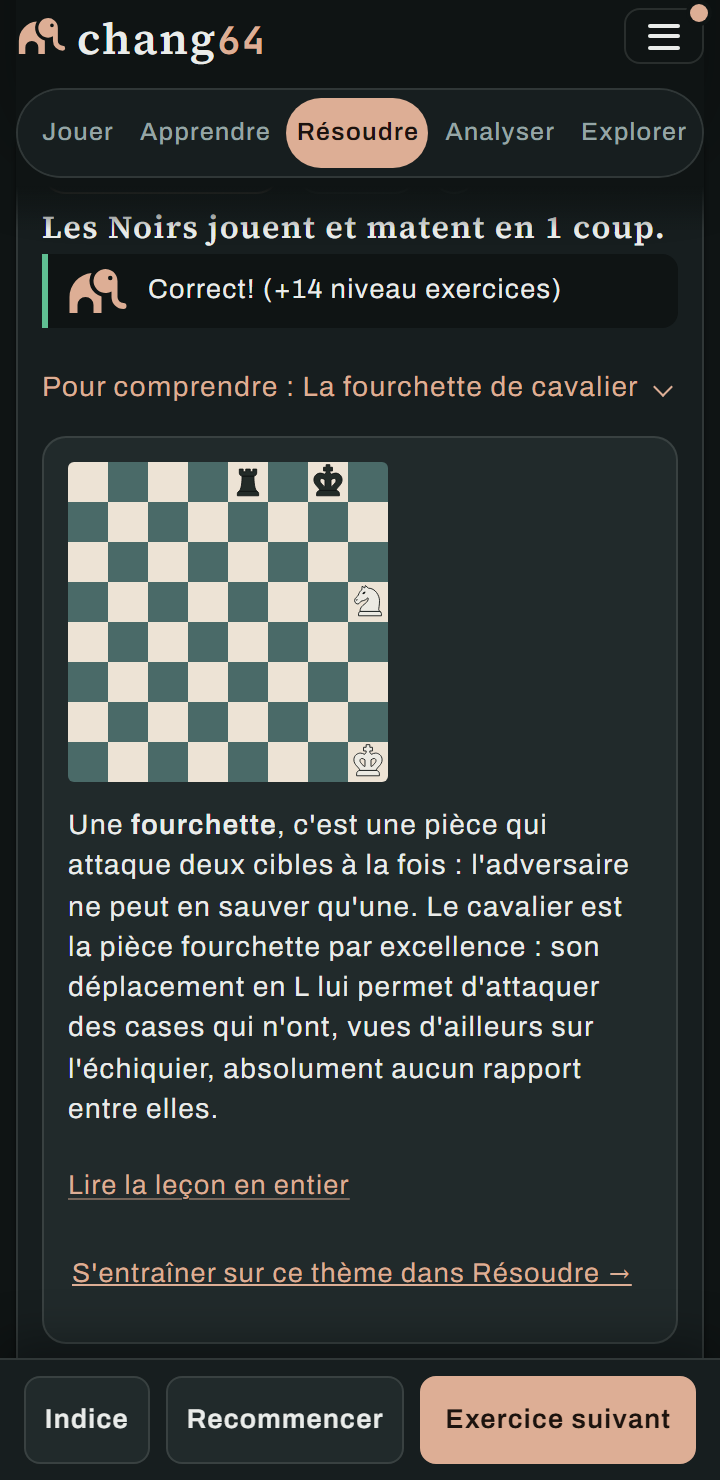 chang64
Jouer Apprendre Résoudre Analyser Explorer
Les Noirs jouent et matent en 1 coup.
Correct! (+14 niveau exercices)
Pour comprendre : La fourchette de cavalier
Une fourchette, c'est une pièce qui
attaque deux cibles à la fois : l'adversaire
ne peut en sauver qu'une. Le cavalier est
la pièce fourchette par excellence : son
déplacement en L lui permet d'attaquer
des cases qui n'ont, vues d'ailleurs sur
l'échiquier, absolument aucun rapport
entre elles.
Lire la leçon en entier
S'entraîner sur ce thème dans Résoudre →
Indice Recommencer Exercice suivant